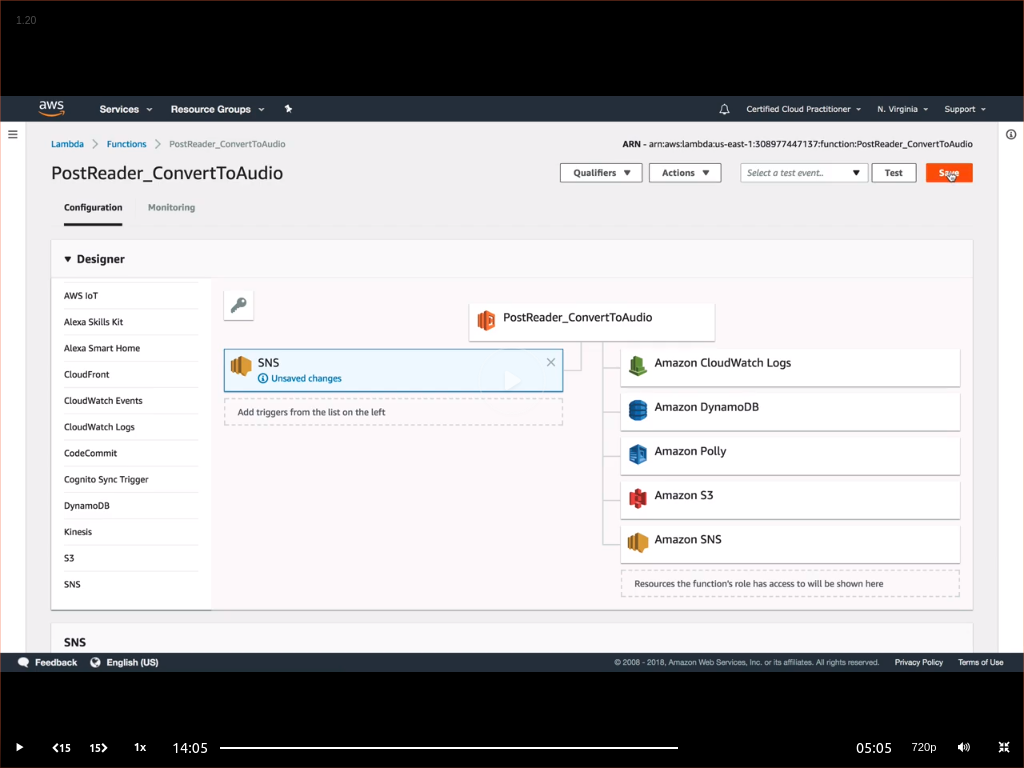 1.20
aws Services Resource Groups Certified Cloud Practitioner N. Virginia Support
Lambda Functions PostReader_ConvertToAudio ARN - arn:aws:lambda:us-east-1:308977447137:function:PostReader_ConvertToAudio
PostReader_ConvertToAudio Qualifiers Actions Select a test event.. Test Save
Configuration Monitoring
Designer
AWS IoT
Alexa Skills Kit
Alexa Smart Home
CloudFront
CloudWatch Events
CloudWatch Logs
CodeCommit
Cognito Sync Trigger
DynamoDB
Kinesis
S3
SNS
PostReader_ConvertToAudio
SNS
Unsaved changes
Add triggers from the list on the left
Amazon CloudWatch Logs
Amazon DynamoDB
Amazon Polly
Amazon S3
Amazon SNS
Resources the function's role has access to will be shown here
SNS
Feedback English (US) © 2008 - 2018, Amazon Web Services, Inc. or its affiliates. All rights reserved. Privacy Policy Terms of Use
15 15 1x 14:05 05:05 720p